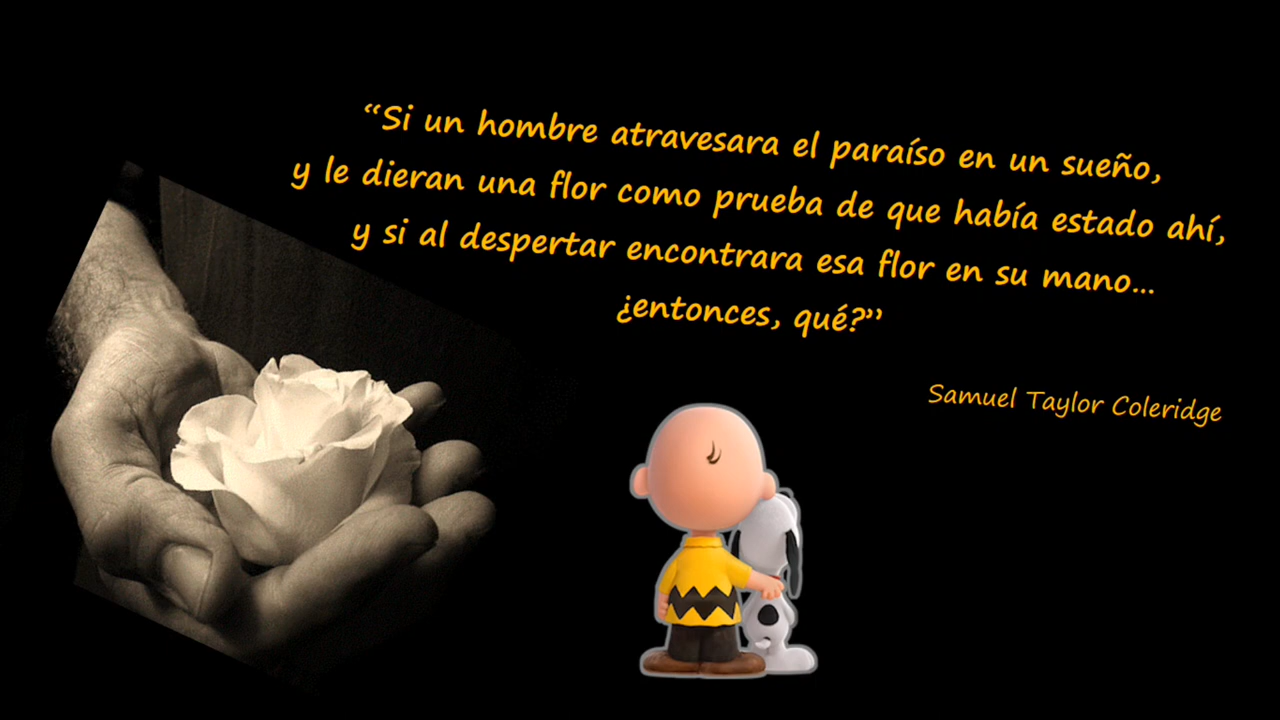 “Si un hombre atravesara el paraíso en un sueño,
y le dieran una flor como prueba de que había estado ahí,
y si al despertar encontrara esa flor en su mano...
¿entonces, qué?”
Samuel Taylor Coleridge